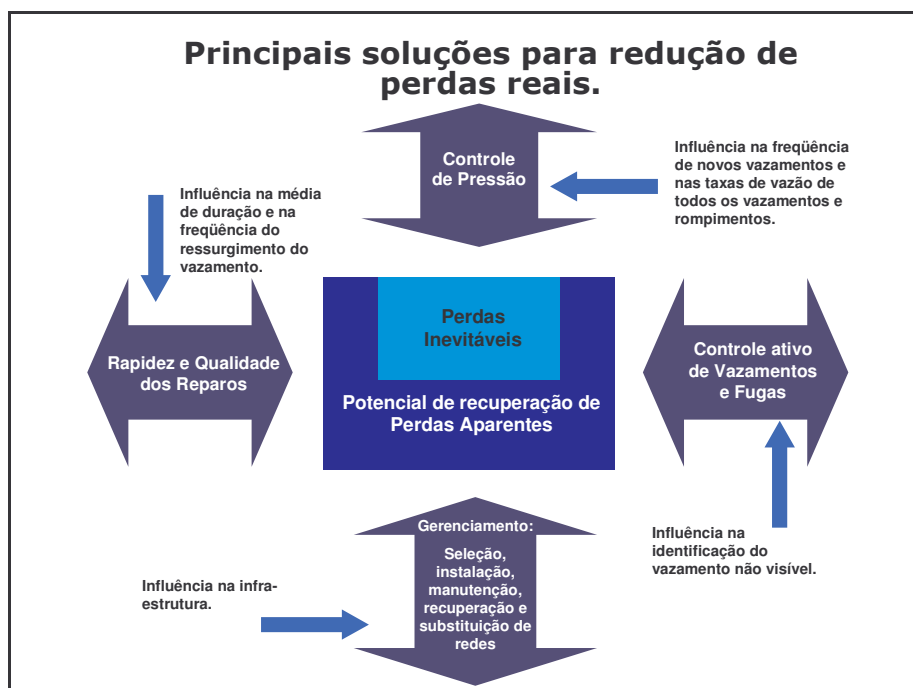 Principais soluções para redução de
perdas reais.
Controle
de Pressão
Influência na freqüência
de novos vazamentos e
nas taxas de vazão de
todos os vazamentos e
rompimentos.
Influência na média
de duração e na
freqüência do
ressurgimento do
vazamento.
Perdas
Inevitáveis
Rapidez e Qualidade
dos Reparos
Potencial de recuperação de
Perdas Aparentes
Controle ativo
de Vazamentos
e Fugas
Gerenciamento:
Seleção,
instalação,
manutenção,
recuperação e
substituição de
redes
Influência na
identificação do
vazamento não visível.
Influência na infra-
estrutura.